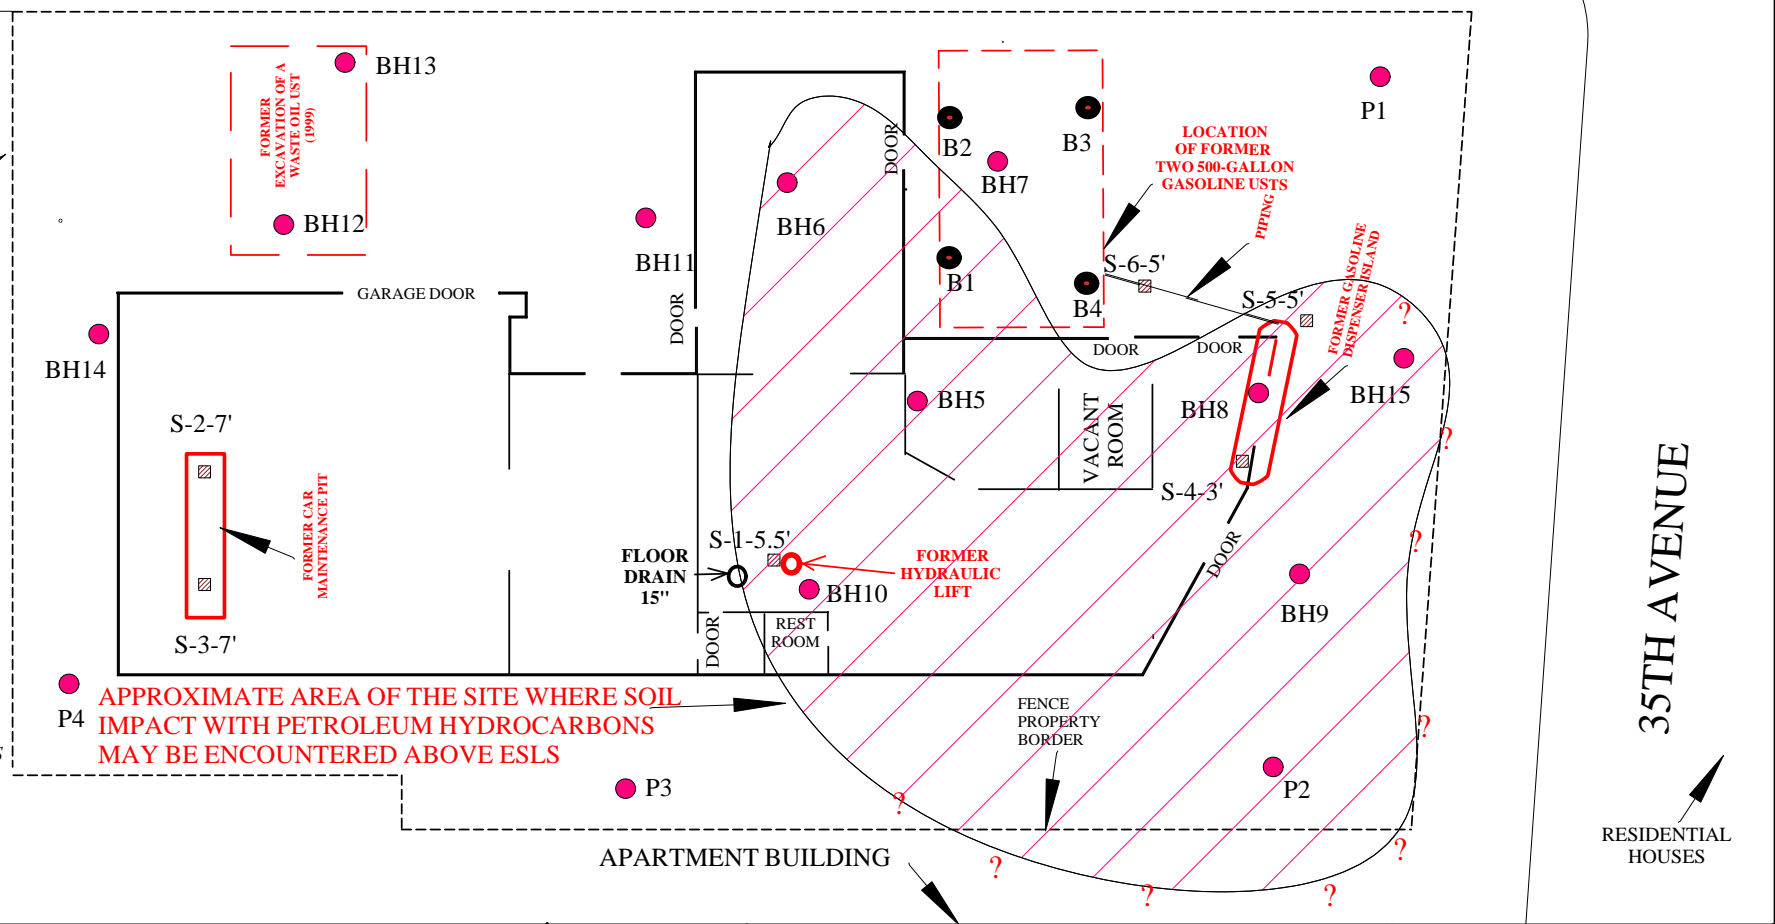 BH13
FORMER
EXCAVATION OF A
WASTE OIL UST
(1999)
BH12
BH11
BH14
GARAGE DOOR
DOOR
DOOR
BH6
B2
B3
BH7
B1
B4
P1
LOCATION
OF FORMER
TWO 500-GALLON
GASOLINE USTS
PIPING
S-6-5'
S-5-5'
FORMER GASOLINE
DISPENSER ISLAND
?
DOOR
DOOR
BH5
VACANT
ROOM
BH8
BH15
?
S-4-3'
DOOR
?
S-2-7'
FORMER CAR
MAINTENANCE PIT
S-3-7'
S-1-5.5'
FLOOR
DRAIN
15"
FORMER
HYDRAULIC
LIFT
BH10
REST
ROOM
DOOR
BH9
35TH AVENUE
P4
APPROXIMATE AREA OF THE SITE WHERE SOIL
IMPACT WITH PETROLEUM HYDROCARBONS
MAY BE ENCOUNTERED ABOVE ESLS
FENCE
PROPERTY
BORDER
?
P3
P2
?
APARTMENT BUILDING
?
?
?
?
RESIDENTIAL
HOUSES